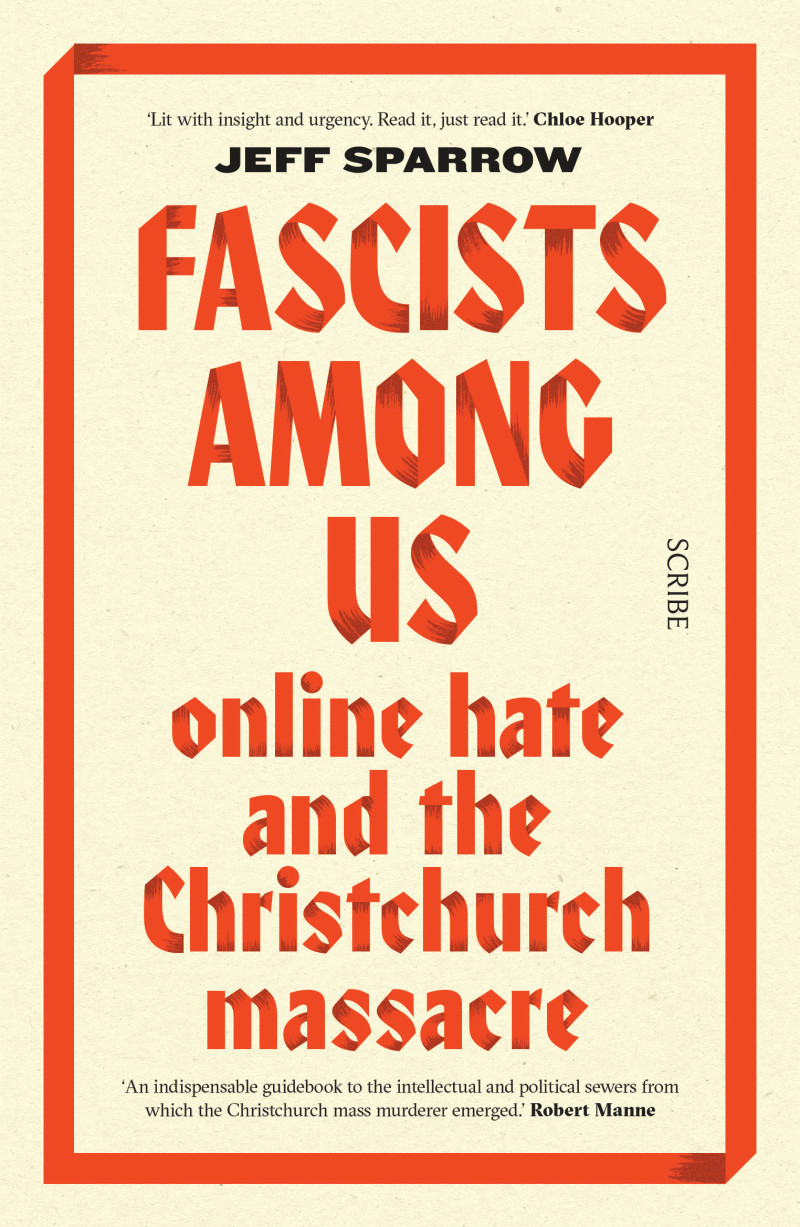 ‘Lit with insight and urgency. Read it, just read it.’ Chloe Hooper
JEFF SPARROW
FASCISTS
AMONG
US
SCRIBE
online hate
and the
Christchurch
massacre
‘An indispensable guidebook to the intellectual and political sewers from
which the Christchurch mass murderer emerged.’ Robert Manne